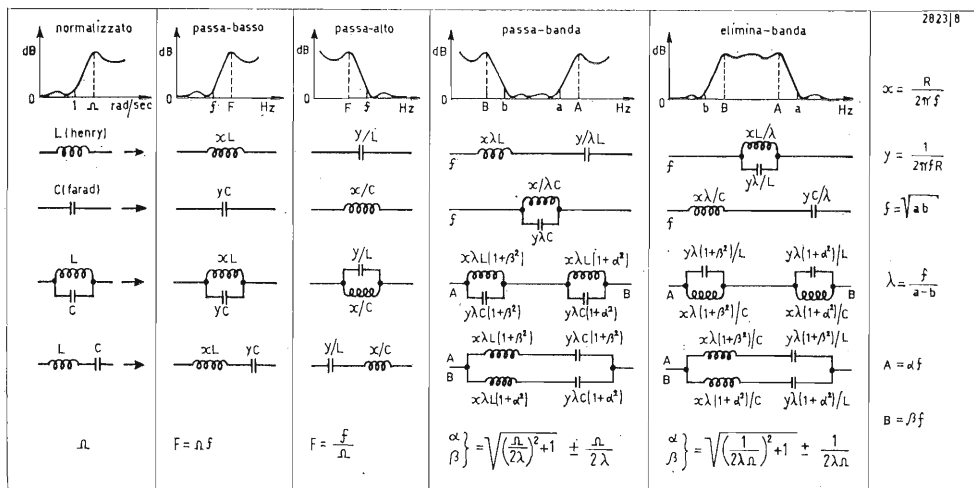 2823|8
normalizzato passa-basso passa-alto passa-banda elimina-banda
dB dB dB dB dB
0 1 Ω rad/sec 0 f F Hz 0 F f Hz 0 B b a A Hz 0 b B A a Hz
x = R / 2πf
L (henry) xL y/L f xλL y/λL f xL/λ yλ/L
y = 1 / 2πfR
C (farad) yC x/C f x/λC yλC f xλ/C yC/λ
f = √ab
L C xL yC y/L x/C
A xλL(1+β²) yλC(1+β²) xλL(1+α²) yλC(1+α²) B
A yλ(1+β²)/L xλ(1+β²)/C yλ(1+α²)/L xλ(1+α²)/C B
λ = f / a-b
L C xL yC y/L x/C
A xλL(1+β²) yλC(1+β²)
B xλL(1+α²) yλC(1+α²)
A xλ(1+β²)/C yλ(1+β²)/L
B xλ(1+α²)/C yλ(1+α²)/L
A = αf
B = βf
Ω F = Ωf F = f / Ω
α β } = √(Ω/2λ)²+1 ± Ω/2λ
α β } = √(1/2λΩ)²+1 ± 1/2λΩ